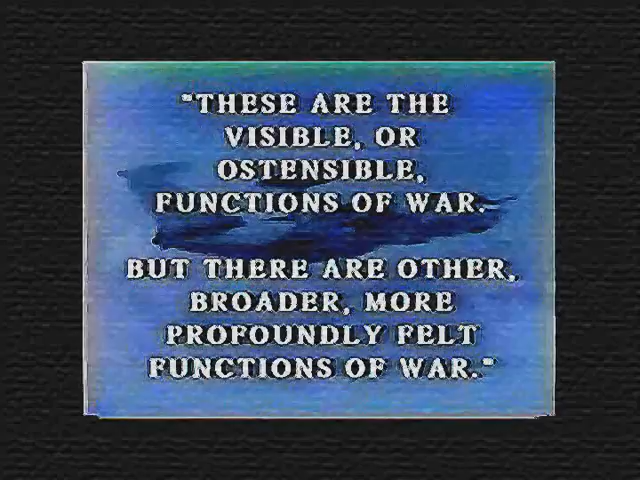 "THESE ARE THE
VISIBLE, OR
OSTENSIBLE,
FUNCTIONS OF WAR.
BUT THERE ARE OTHER,
BROADER, MORE
PROFOUNDLY FELT
FUNCTIONS OF WAR."